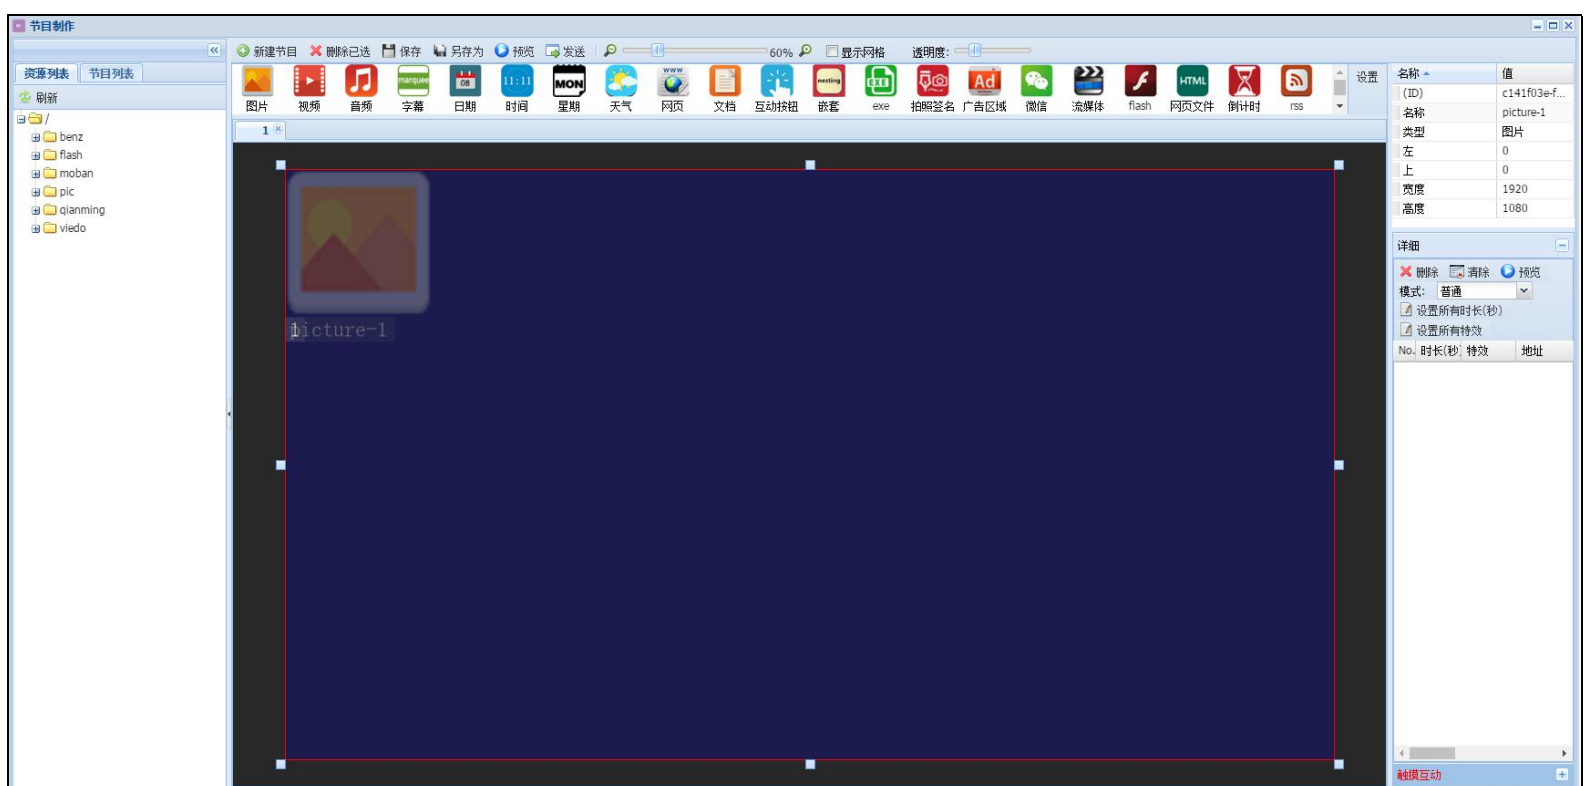 节目制作
新建节目 删除已选 保存 另存为 预览 发送 60% 显示网格 透明度:
资源列表 节目列表
刷新
/
benz
flash
moban
pic
qianming
viedo
marquee 08 11:11 MON WWW nesting EXE Ad HTML
图片 视频 音频 字幕 日期 时间 星期 天气 网页 文档 互动按钮 嵌套 exe 拍照签名 广告区域 微信 流媒体 flash 网页文件 倒计时 rss
设置
1
picture-1
1
名称 值
(ID) c141f03e-f...
名称 picture-1
类型 图片
左 0
上 0
宽度 1920
高度 1080
详细
删除 清除 预览
模式: 普通
设置所有时长(秒)
设置所有特效
No. 时长(秒) 特效 地址
触摸互动